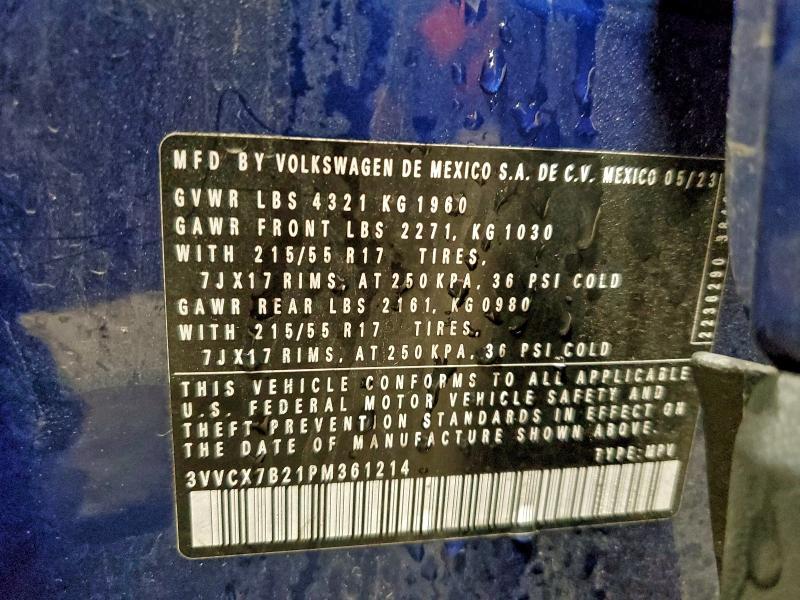 MFD BY VOLKSWAGEN DE MEXICO S.A. DE C.V. MEXICO 05/23
GVWR LBS 4321 KG 1960
GAWR FRONT LBS 2271, KG 1030
WITH 215/55 R17 TIRES,
7JX17 RIMS, AT 250 KPA, 36 PSI COLD
GAWR REAR LBS 2161, KG 0980
WITH 215/55 R17 TIRES,
7JX17 RIMS, AT 250 KPA, 36 PSI COLD
THIS VEHICLE CONFORMS TO ALL APPLICABLE
U.S. FEDERAL MOTOR VEHICLE SAFETY AND
THEFT PREVENTION STANDARDS IN EFFECT ON
THE DATE OF MANUFACTURE SHOWN ABOVE.
TYPE: MPV
3VVCX7B21PM361214
2230290